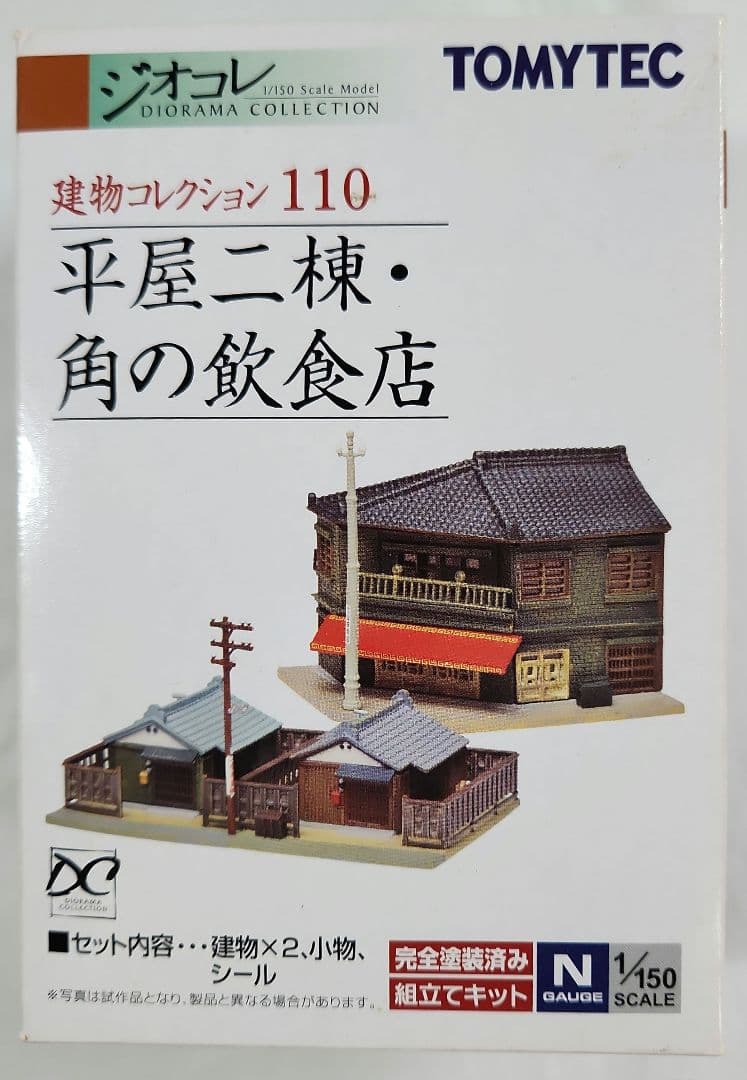 ジオコレ
1/150 Scale Model
DIORAMA COLLECTION
TOMYTEC
建物コレクション 110
平屋二棟・
角の飲食店
DC
DIORAMA
COLLECTION
■セット内容・・・建物×2、小物、
シール
※写真は試作品となり、製品と異なる場合があります。
完全塗装済み
組立てキット
N
GAUGE
1/150
SCALE